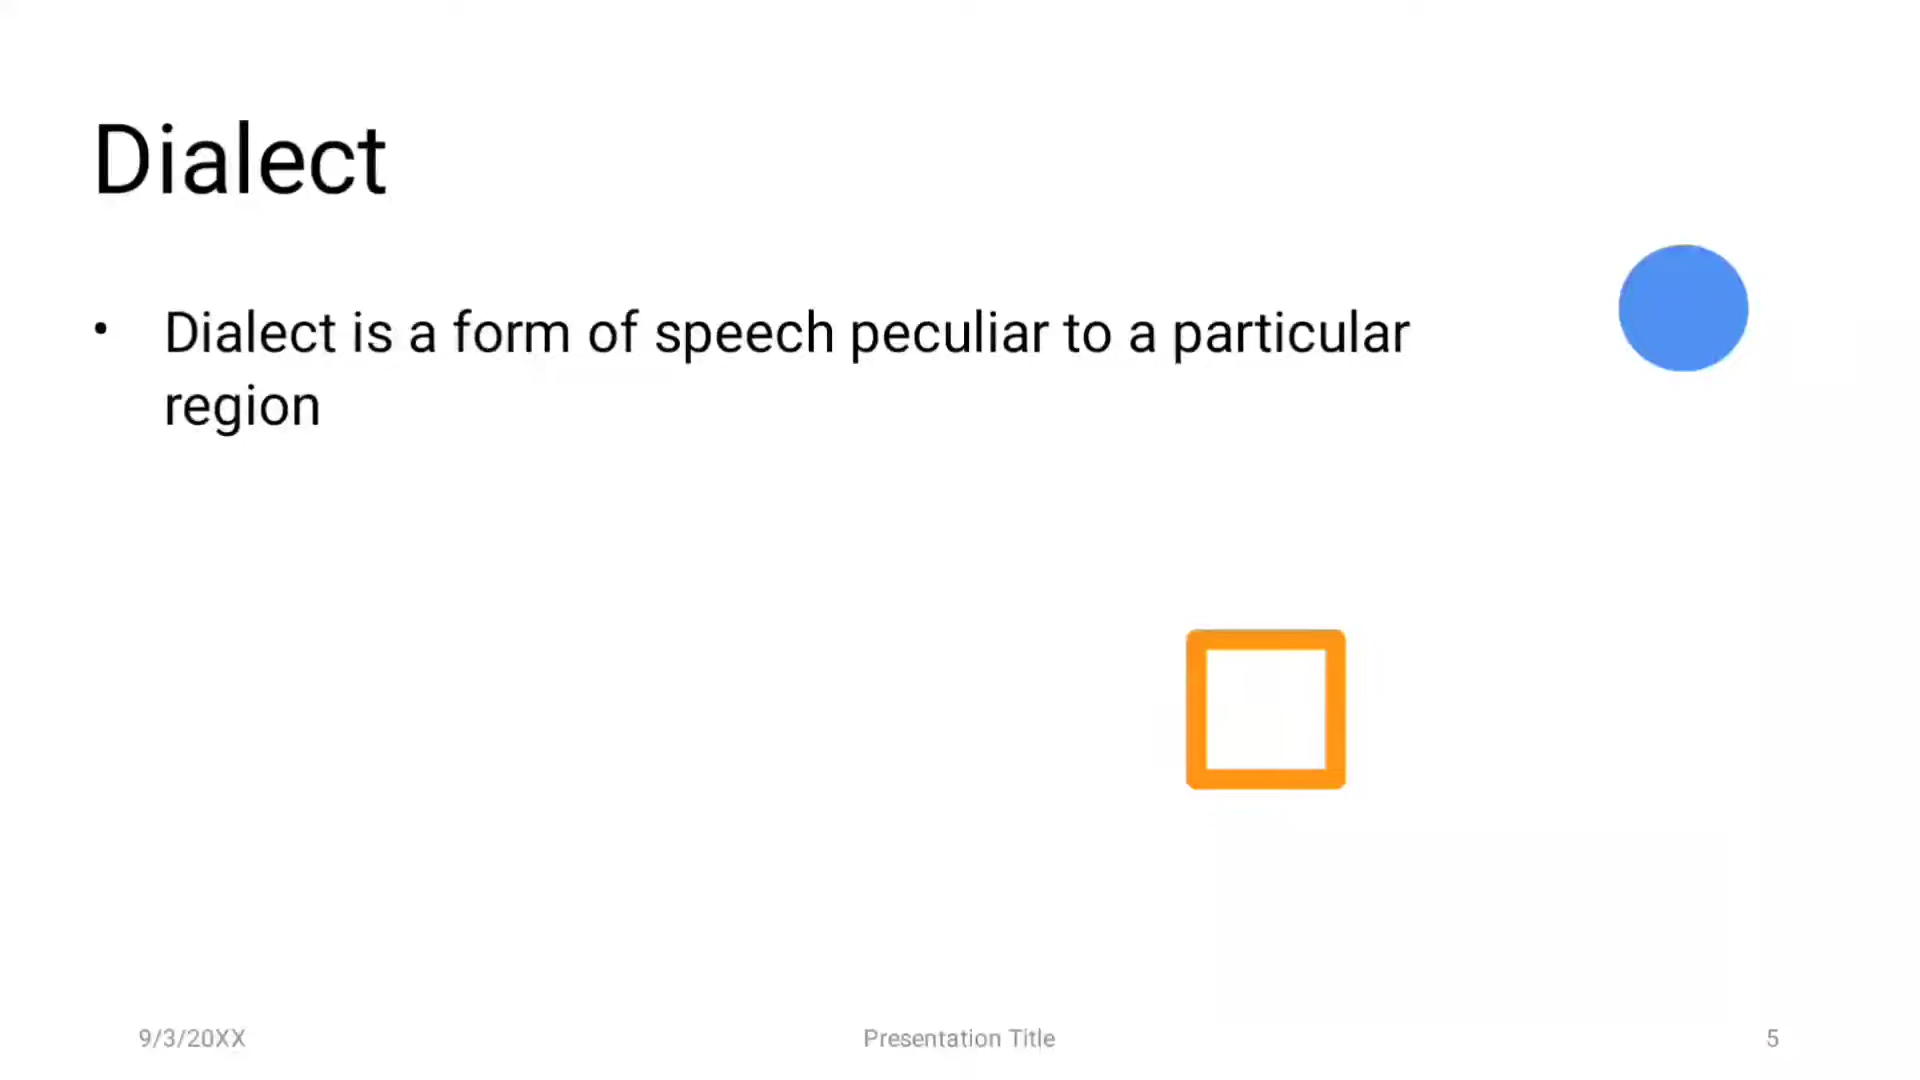 Dialect
• Dialect is a form of speech peculiar to a particular
region
9/3/20XX
Presentation Title
5